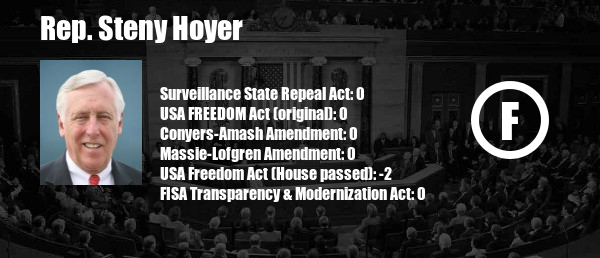 Rep. Steny Hoyer
Surveillance State Repeal Act: 0
USA FREEDOM Act (original): 0
Conyers-Amash Amendment: 0
Massie-Lofgren Amendment: 0
USA Freedom Act (House passed): -2
FISA Transparency & Modernization Act: 0
F